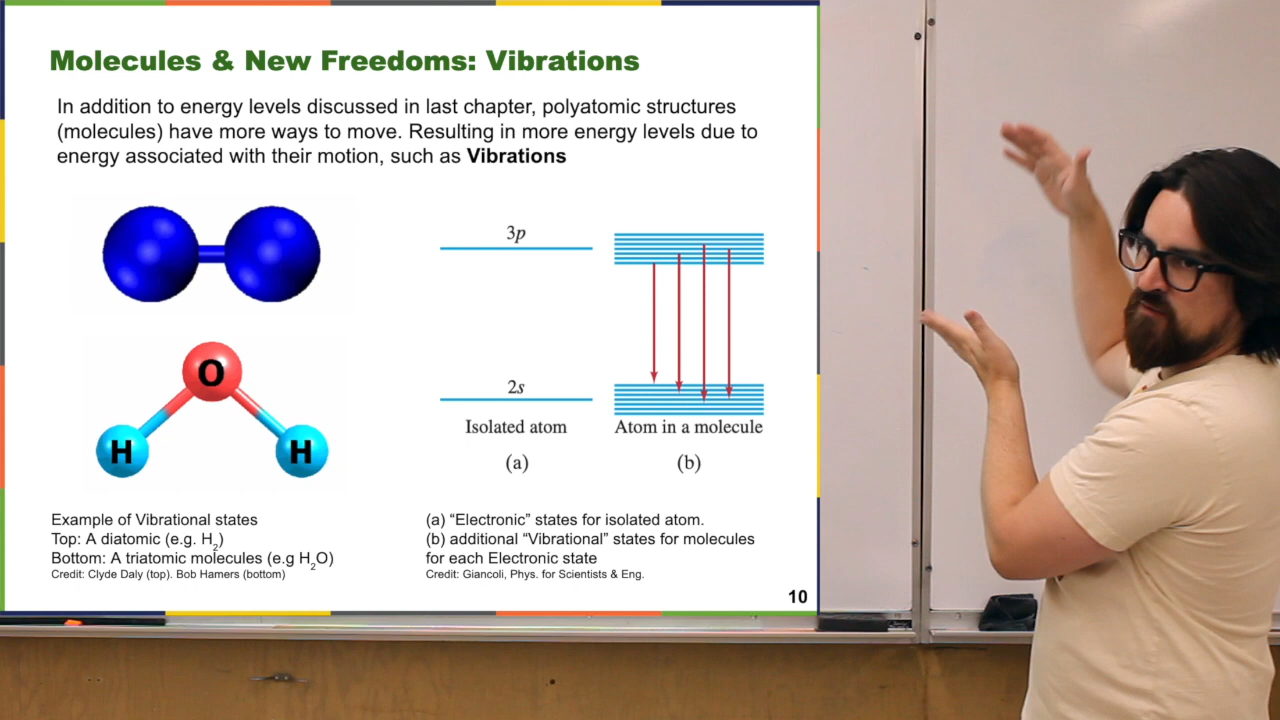 Molecules & New Freedoms: Vibrations
In addition to energy levels discussed in last chapter, polyatomic structures
(molecules) have more ways to move. Resulting in more energy levels due to
energy associated with their motion, such as Vibrations
3p
2s
Isolated atom
Atom in a molecule
(a)
(b)
O
H
H
Example of Vibrational states
Top: A diatomic (e.g. H2)
Bottom: A triatomic molecules (e.g H2O)
Credit: Clyde Daly (top). Bob Hamers (bottom)
(a) “Electronic” states for isolated atom.
(b) additional “Vibrational” states for molecules
for each Electronic state
Credit: Giancoli, Phys. for Scientists & Eng.
10